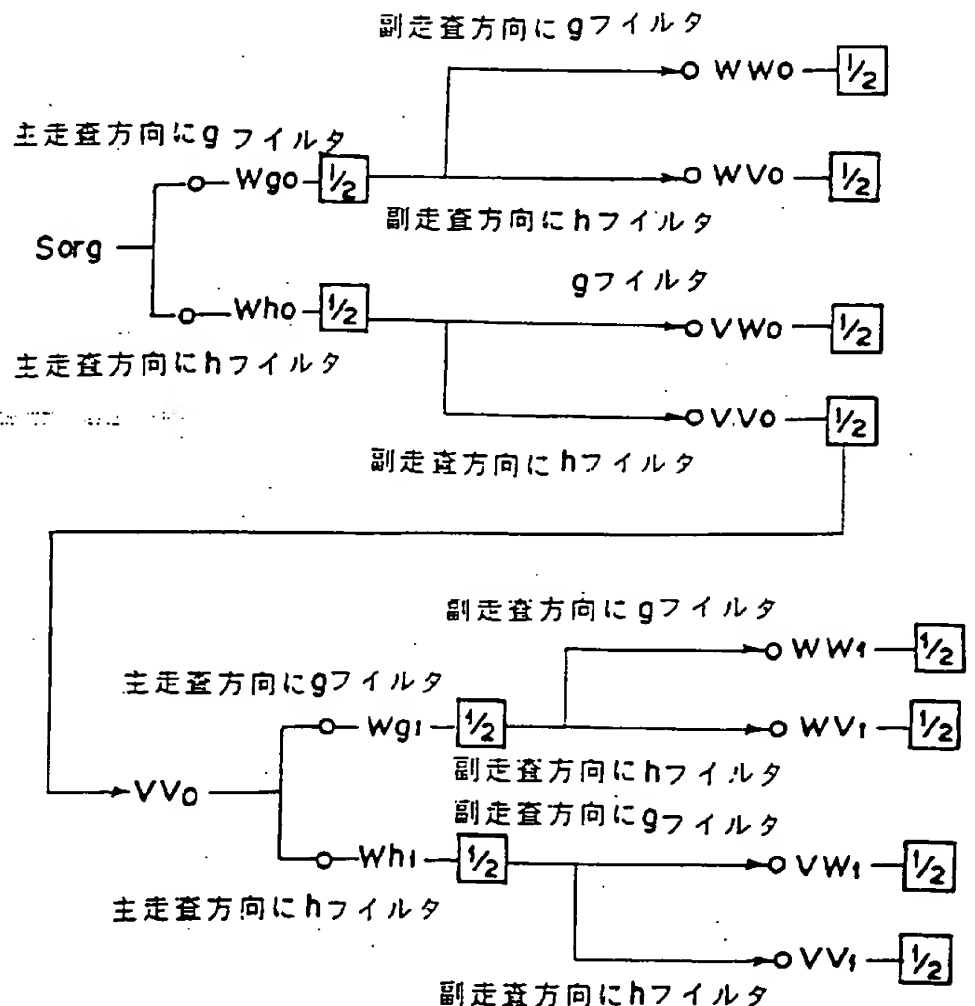 副走査方向にgフィルタ
WW0 1/2
主走査方向にgフィルタ
Wg0 1/2
WV0 1/2
副走査方向にhフィルタ
Sorg
gフィルタ
Wh0 1/2
VW0 1/2
主走査方向にhフィルタ
VV0 1/2
副走査方向にhフィルタ
副走査方向にgフィルタ
WW1 1/2
主走査方向にgフィルタ
Wg1 1/2
WV1 1/2
副走査方向にhフィルタ
VV0
副走査方向にgフィルタ
Wh1 1/2
VW1 1/2
主走査方向にhフィルタ
VV1 1/2
副走査方向にhフィルタ